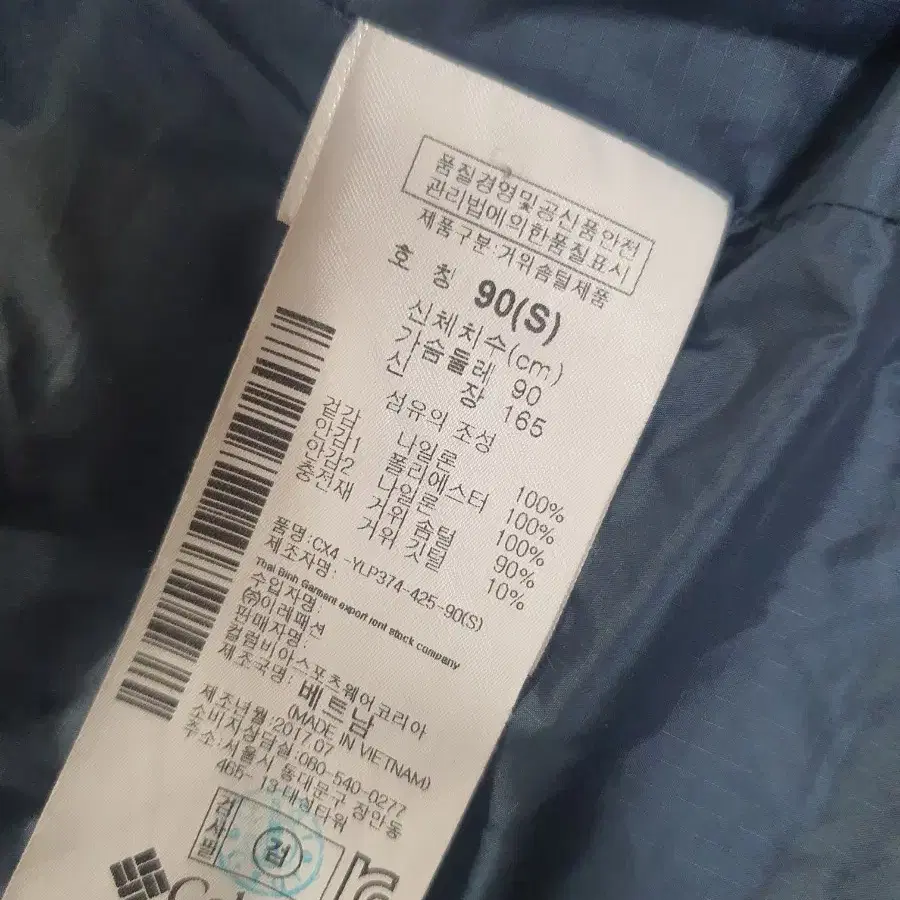 품질경영및공산품안전
관리법에의한품질표시
제품구분:거위솜털제품
호 칭 90(S)
신체치수(cm)
가슴둘레 90
신 장 165
섬유의 조성
겉감 나일론 100%
안감1 폴리에스터 100%
안감2 나일론 100%
충전재 거위 솜털 90%
거위 깃털 10%
품명:CX4 -YLP374-425-90(S)
제조자명:
Thai Binh Garment export joint stock company
수입자명:
㈜이레패션
판매자명:
컬럼비아스포츠웨어코리아
제조국명: 베트남
(MADE IN VIETNAM)
제조년월:2017.07
소비자상담실:080-540-0277
주소:서울시 동대문구 장안동
465- 13
검사필
검